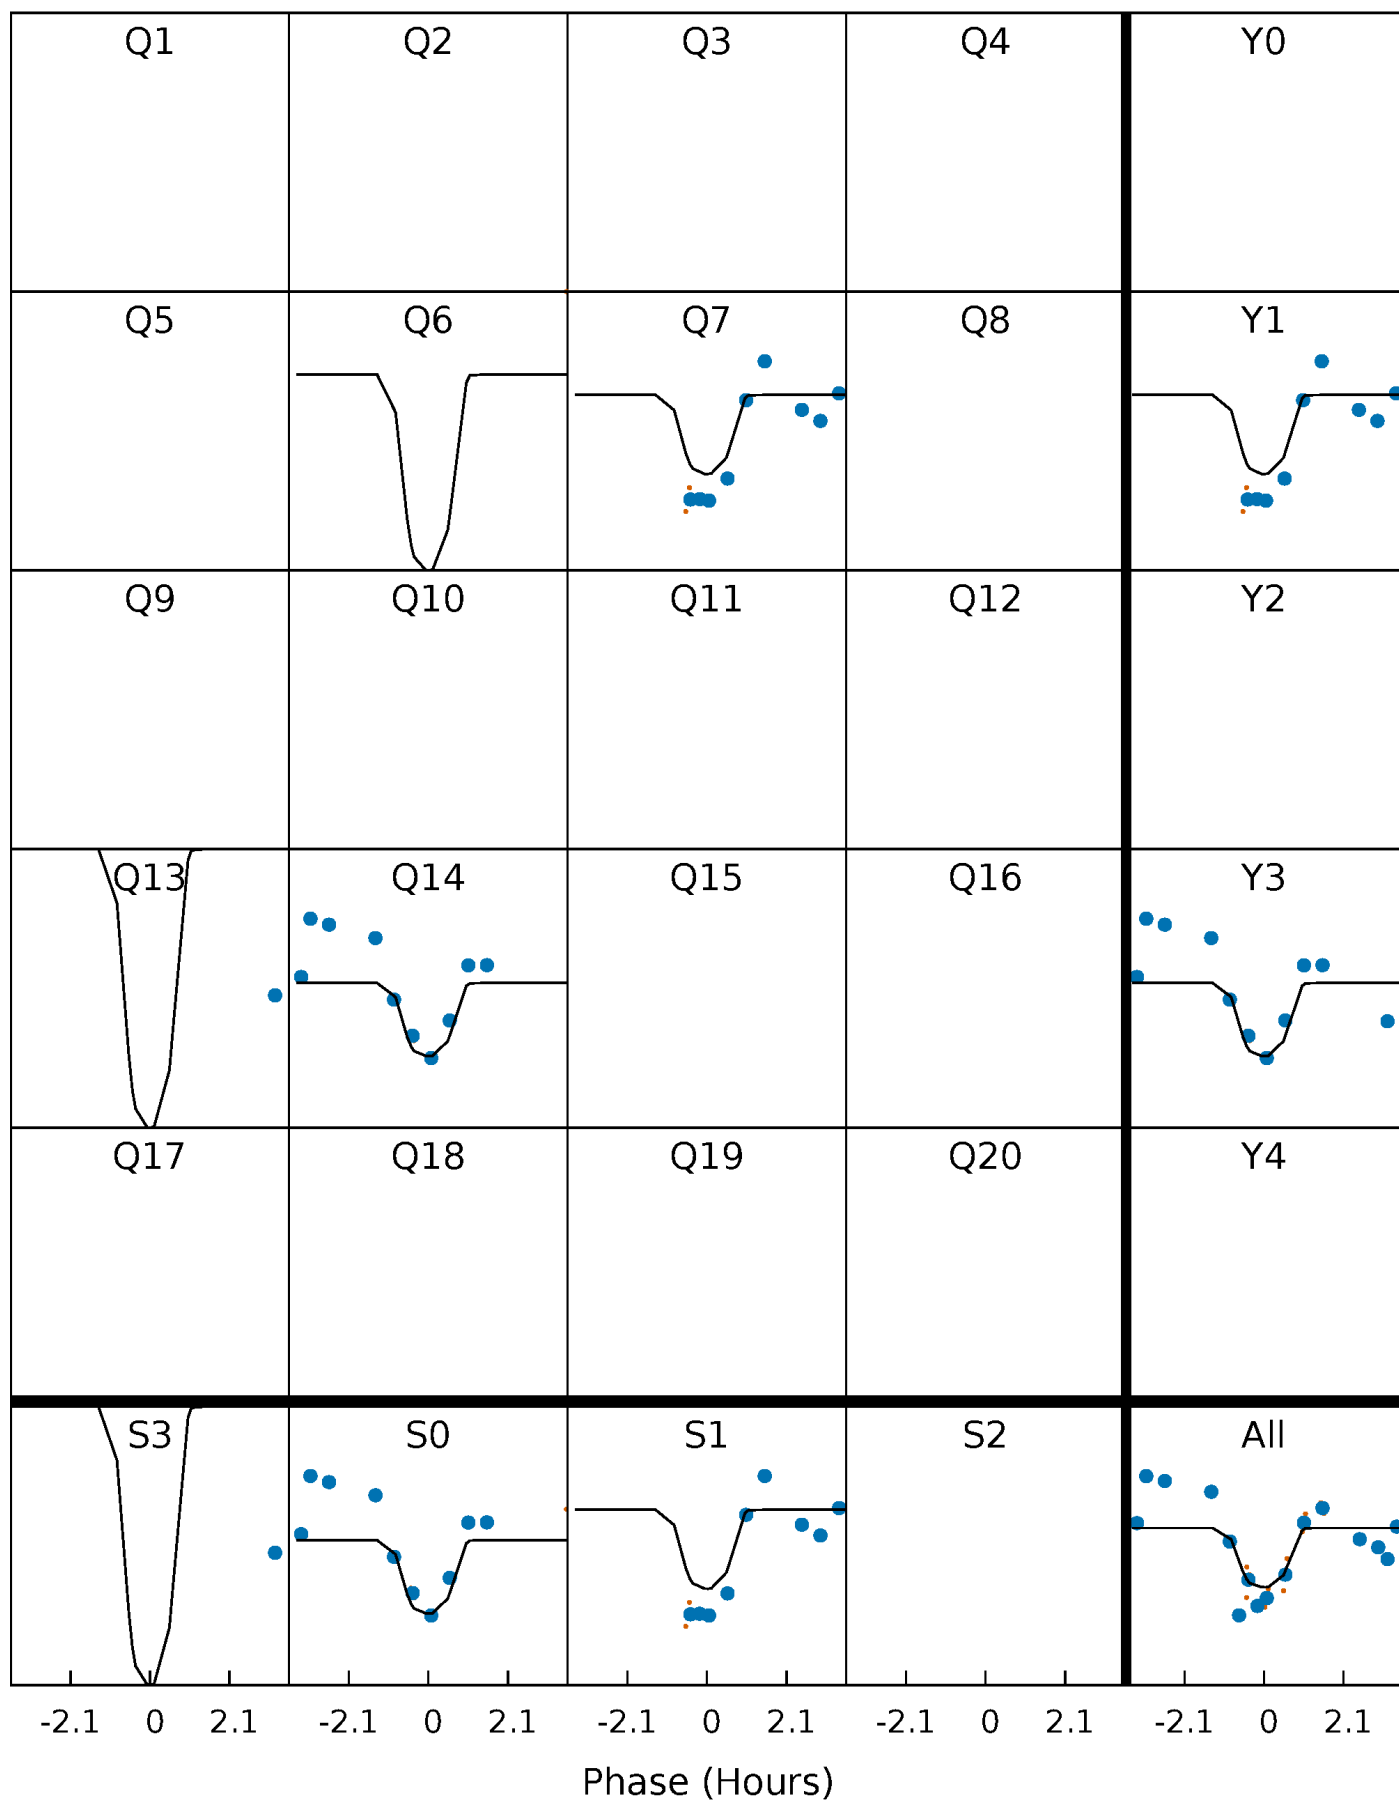 Q1 Q2 Q3 Q4 Y0
Q5 Q6 Q7 Q8 Y1
Q9 Q10 Q11 Q12 Y2
Q13 Q14 Q15 Q16 Y3
Q17 Q18 Q19 Q20 Y4
S3 S0 S1 S2 All
-2.1 0 2.1 -2.1 0 2.1 -2.1 0 2.1 -2.1 0 2.1 -2.1 0 2.1
Phase (Hours)